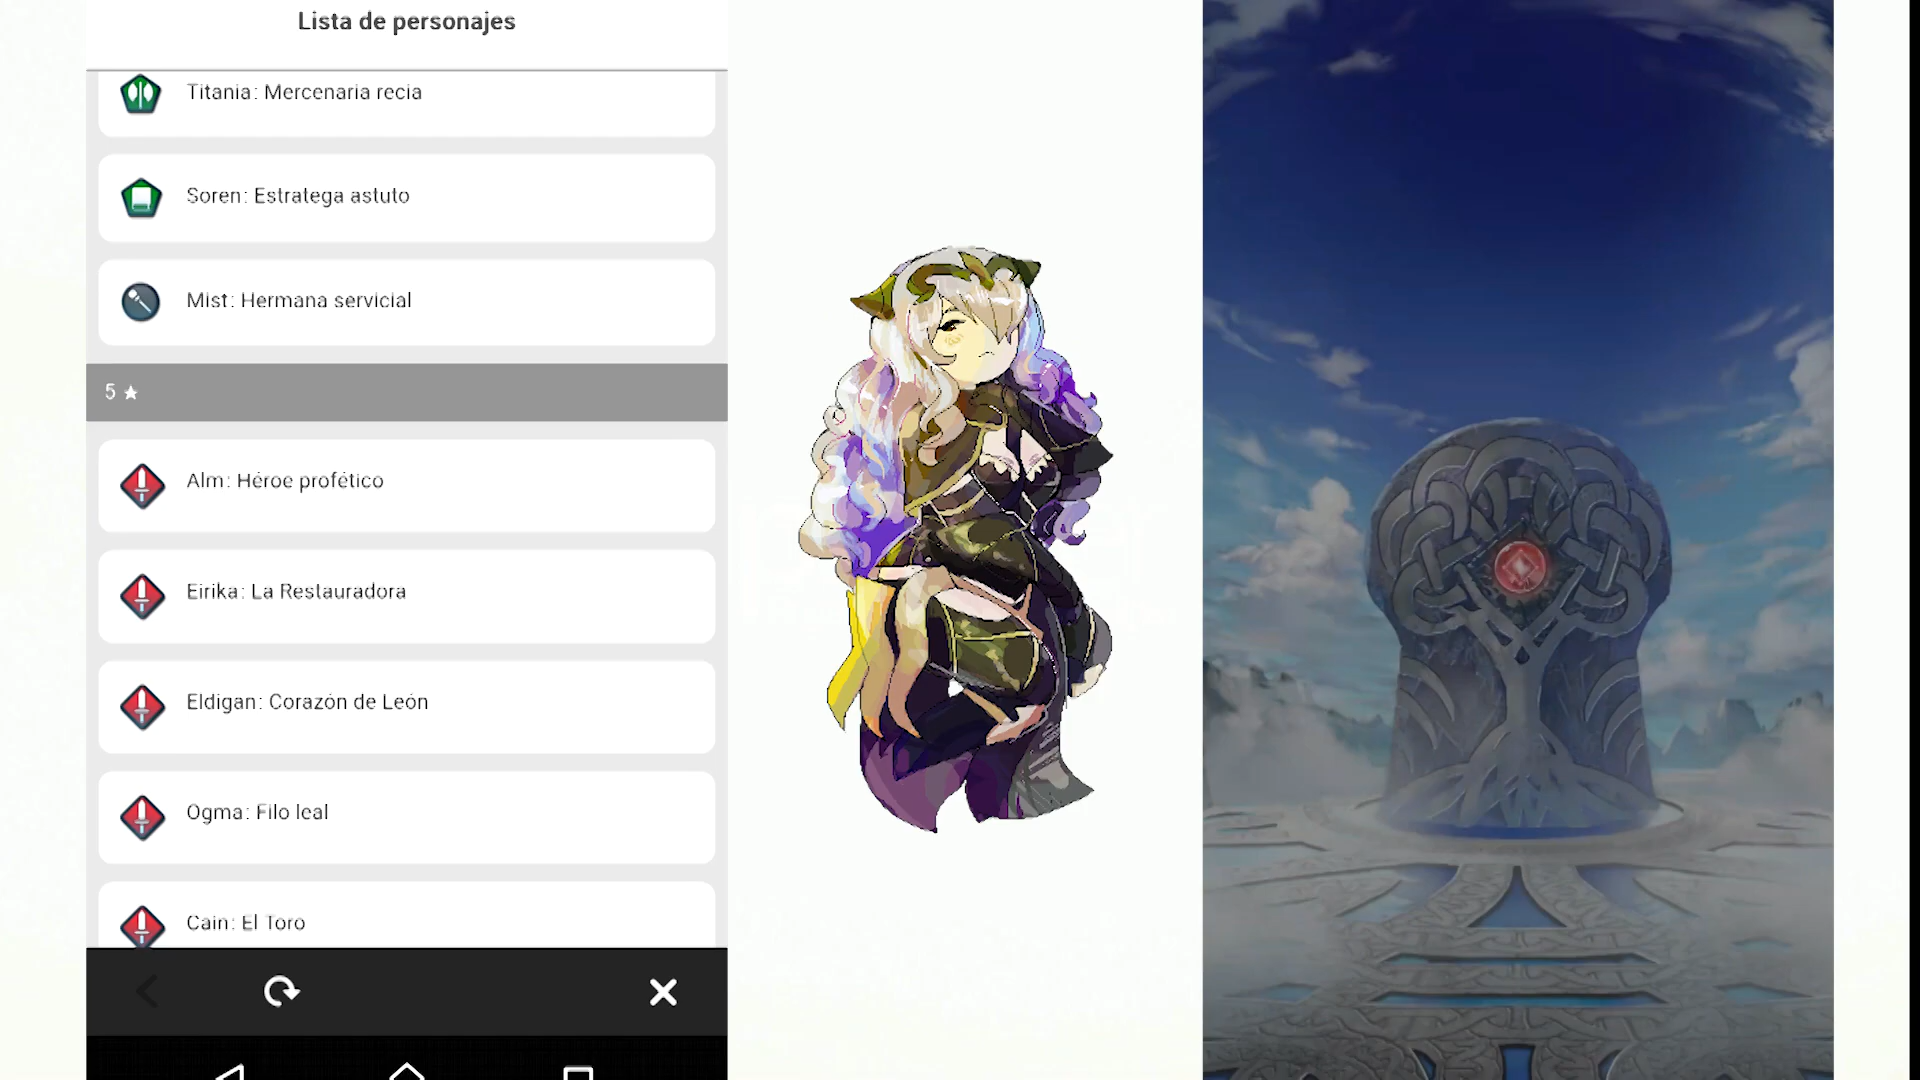 Lista de personajes
Titania: Mercenaria recia
Soren: Estratega astuto
Mist: Hermana servicial
5 ★
Alm: Héroe profético
Eirika: La Restauradora
Eldigan: Corazón de León
Ogma: Filo leal
Cain: El Toro